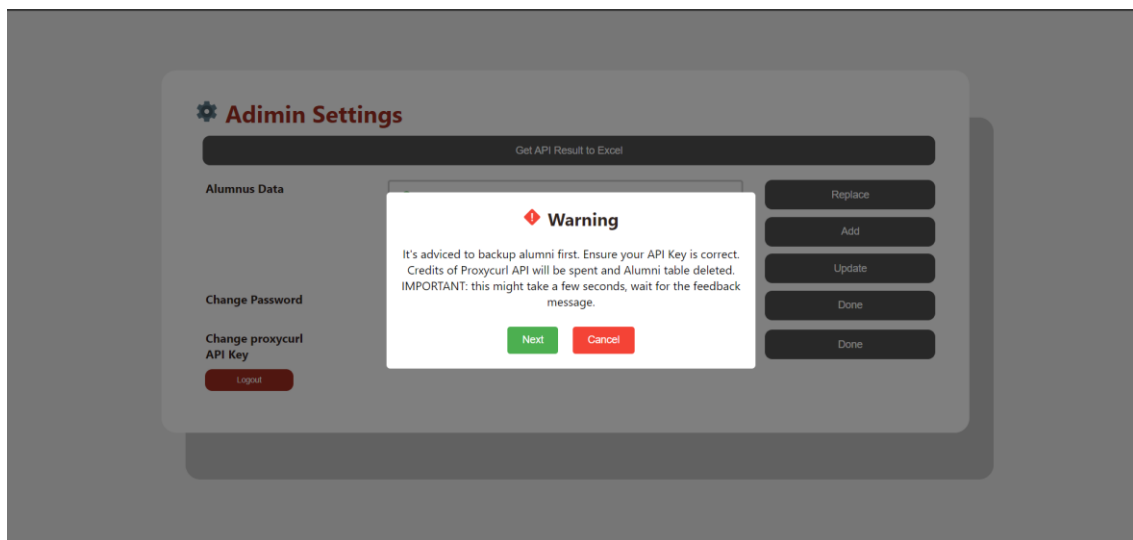 Adimin Settings
Get API Result to Excel
Alumnus Data
Replace
Warning
Add
It's adviced to backup alumni first. Ensure your API Key is correct.
Credits of Proxycurl API will be spent and Alumni table deleted.
IMPORTANT: this might take a few seconds, wait for the feedback
message.
Update
Change Password
Done
Next
Cancel
Change proxycurl
API Key
Done
Logout